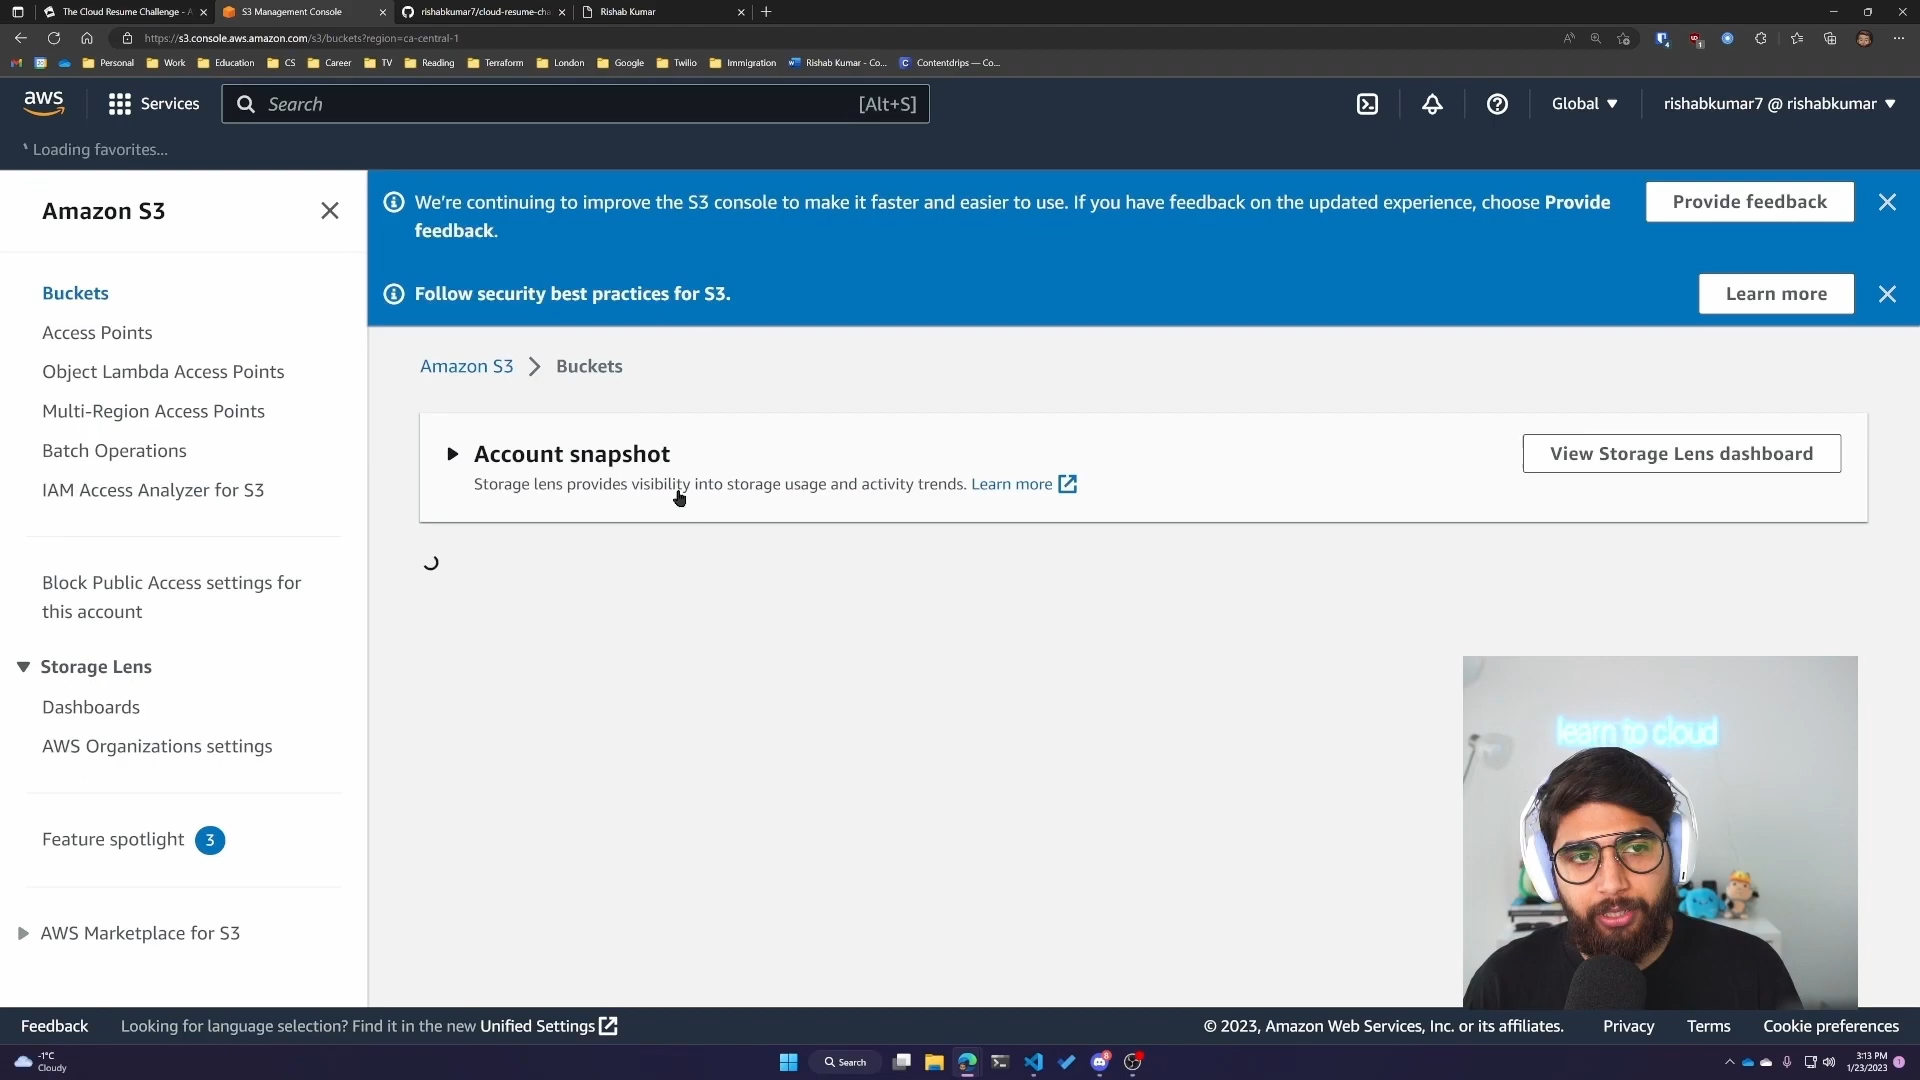 The Cloud Resume Challenge - A
S3 Management Console
rishabkumar7/cloud-resume-cha
Rishab Kumar
https://s3.console.aws.amazon.com/s3/buckets?region=ca-central-1
Personal
Work
Education
CS
Career
TV
Reading
Terraform
London
Google
Twilio
Immigration
Rishab Kumar - Co...
Contentdrips — Co...
aws
Services
Search
[Alt+S]
Global
rishabkumar7 @ rishabkumar
Loading favorites...
Amazon S3
Buckets
Access Points
Object Lambda Access Points
Multi-Region Access Points
Batch Operations
IAM Access Analyzer for S3
Block Public Access settings for
this account
Storage Lens
Dashboards
AWS Organizations settings
Feature spotlight 3
AWS Marketplace for S3
We're continuing to improve the S3 console to make it faster and easier to use. If you have feedback on the updated experience, choose Provide
feedback.
Provide feedback
Follow security best practices for S3.
Learn more
Amazon S3 > Buckets
Account snapshot
Storage lens provides visibility into storage usage and activity trends. Learn more
View Storage Lens dashboard
learn to cloud
Feedback
Looking for language selection? Find it in the new Unified Settings
© 2023, Amazon Web Services, Inc. or its affiliates.
Privacy
Terms
Cookie preferences
-1°C
Cloudy
Search
3:13 PM
1/23/2023